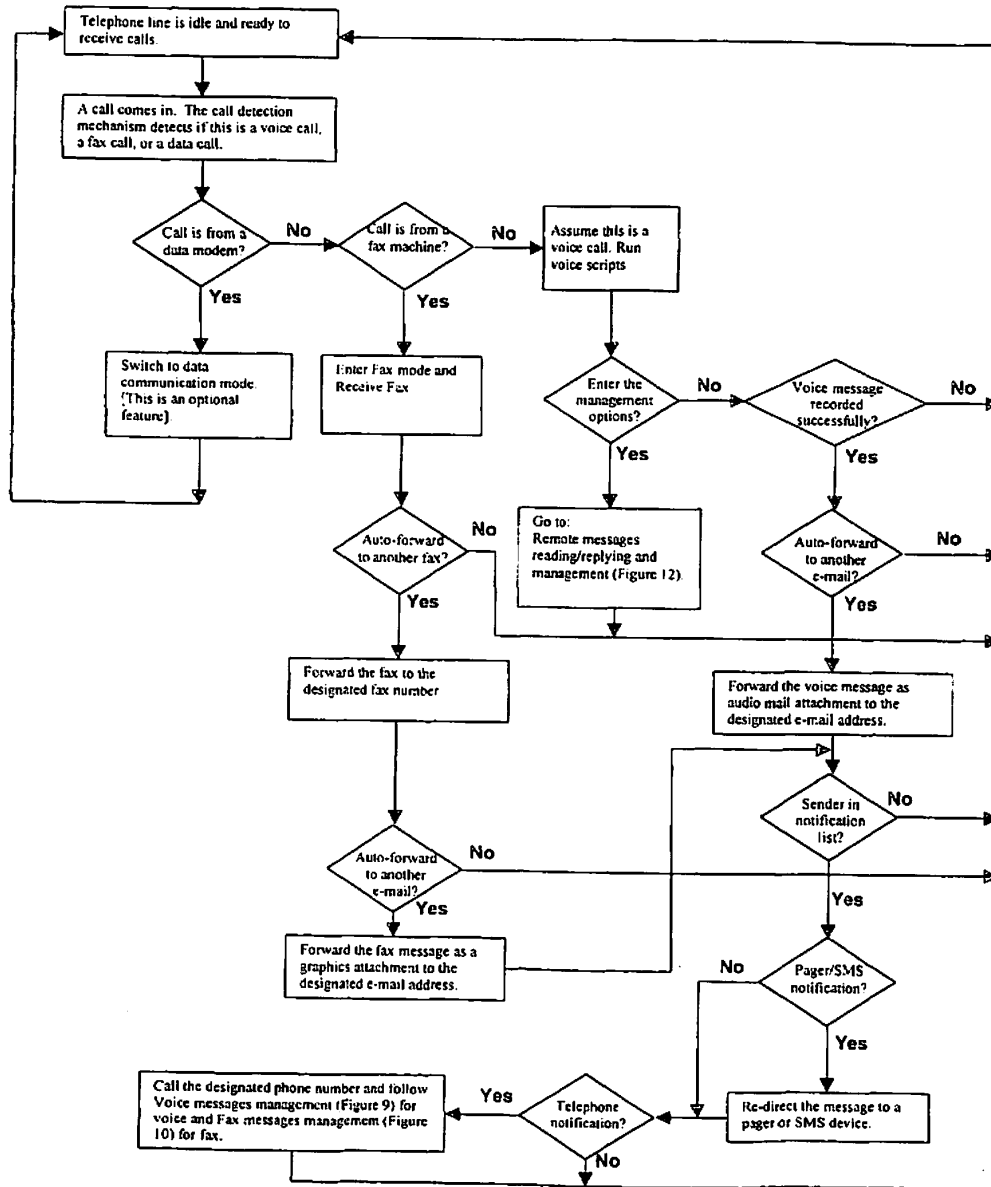 Telephone line is idle and ready to
receive calls.
A call comes in. The call detection
mechanism detects if this is a voice call,
a fax call, or a data call.
Call is from a
data modem?
No
Call is from a
fax machine?
No
Assume this is a
voice call. Run
voice scripts
Yes
Yes
Switch to data
communication mode.
[This is an optional
feature].
Enter Fax mode and
Receive Fax
Enter the
management
options?
No
Voice message
recorded
successfully?
No
Yes
Yes
Auto-forward
to another fax?
No
Go to:
Remote messages
reading/replying and
management (Figure 12).
Auto-forward
to another
e-mail?
No
Yes
Yes
Forward the fax to the
designated fax number
Forward the voice message as
audio mail attachment to the
designated e-mail address.
Sender in
notification
list?
No
Auto-forward
to another
e-mail?
No
Yes
Yes
Forward the fax message as a
graphics attachment to the
designated e-mail address.
No
Pager/SMS
notification?
Yes
Call the designated phone number and follow
Voice messages management (Figure 9) for
voice and Fax messages management (Figure
10) for fax.
Yes
Telephone
notification?
Re-direct the message to a
pager or SMS device.
No